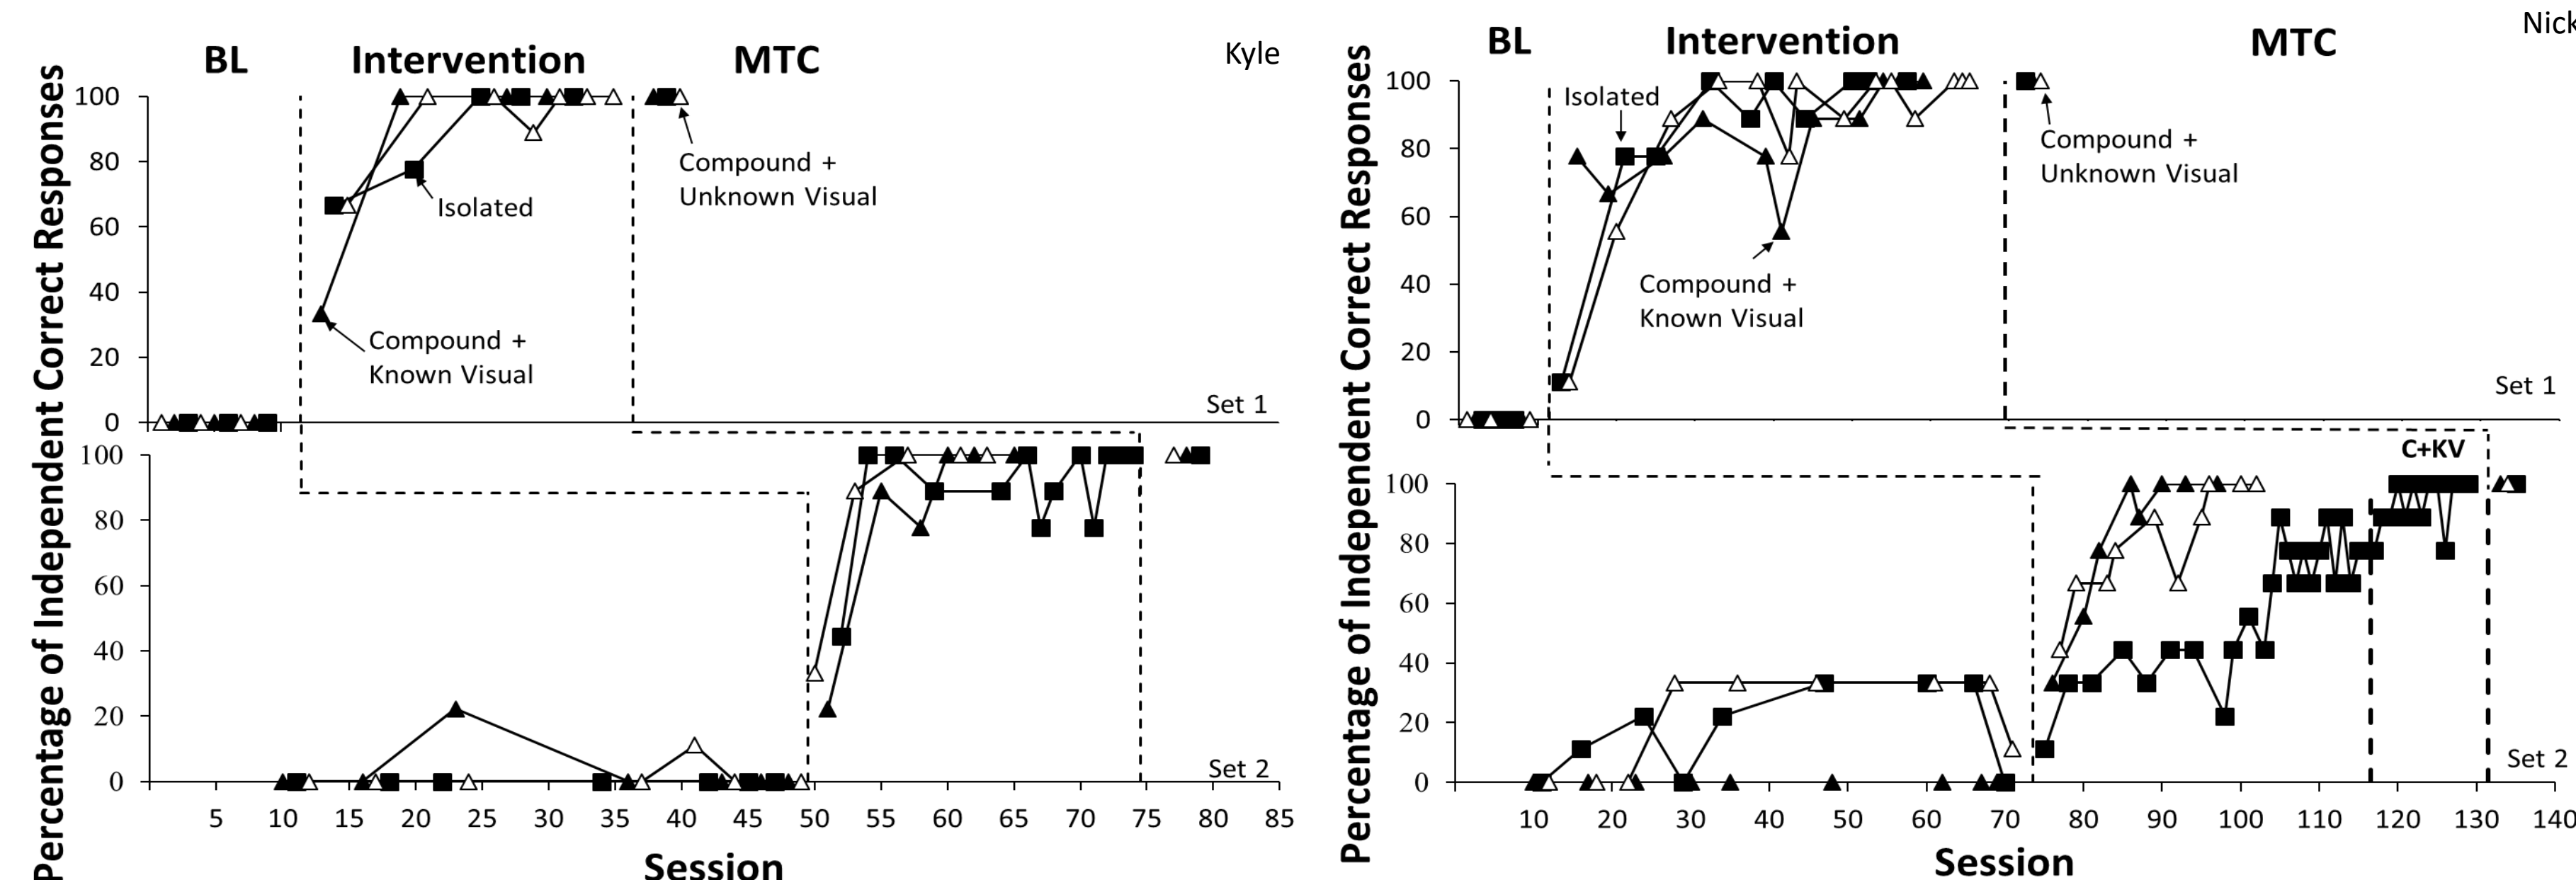 Kyle
BL Intervention MTC
Percentage of Independent Correct Responses
100
80
60
40
20
0
Isolated
Compound +
Known Visual
Compound +
Unknown Visual
Set 1
100
80
60
40
20
0
Set 2
5 10 15 20 25 30 35 40 45 50 55 60 65 70 75 80 85
Session
Nick
BL Intervention MTC
Percentage of Independent Correct Responses
100
80
60
40
20
0
Isolated
Compound +
Known Visual
Compound +
Unknown Visual
Set 1
C+KV
100
80
60
40
20
0
Set 2
10 20 30 40 50 60 70 80 90 100 110 120 130 140
Session